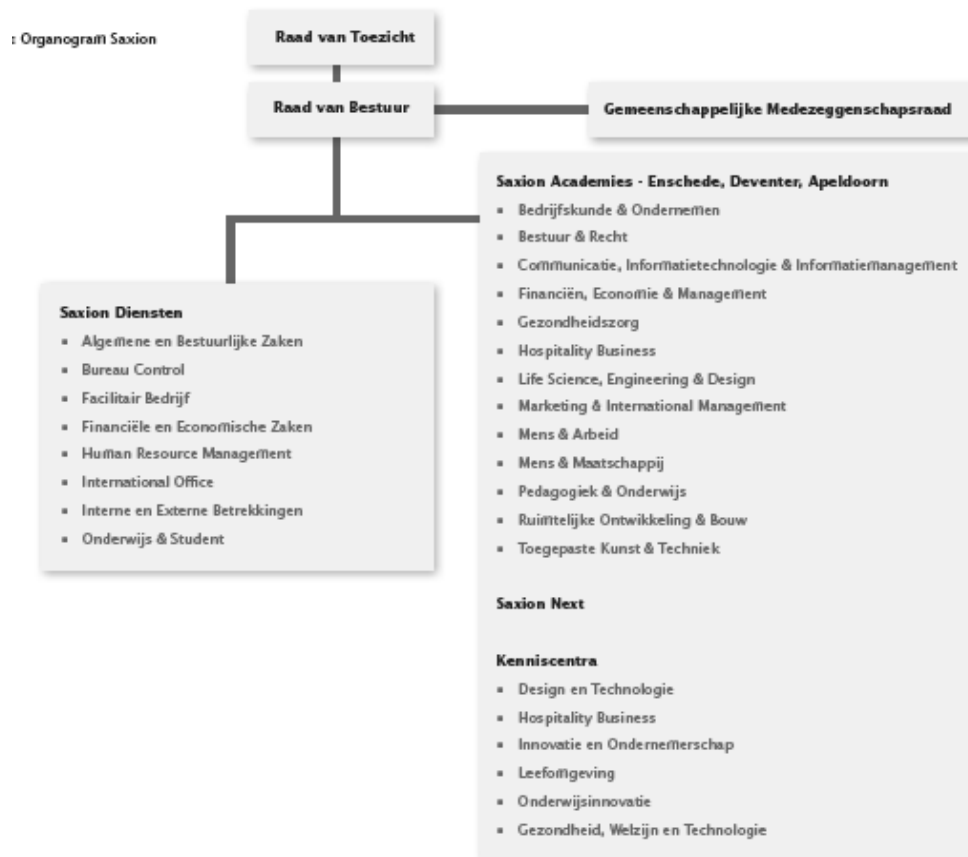 : Organogram Saxion
Raad van Toezicht
Raad van Bestuur
Gemeenschappelijke Medezeggenschapsraad
Saxion Academies - Enschede, Deventer, Apeldoorn
▪ Bedrijfskunde & Ondernemen
▪ Bestuur & Recht
▪ Communicatie, Informatietechnologie & Informatiemanagement
▪ Financiën, Economie & Management
▪ Gezondheidszorg
▪ Hospitality Business
▪ Life Science, Engineering & Design
▪ Marketing & International Management
▪ Mens & Arbeid
▪ Mens & Maatschappij
▪ Pedagogiek & Onderwijs
▪ Ruimtelijke Ontwikkeling & Bouw
▪ Toegepaste Kunst & Techniek
Saxion Next
Kenniscentra
▪ Design en Technologie
▪ Hospitality Business
▪ Innovatie en Ondernemerschap
▪ Leefomgeving
▪ Onderwijsinnovatie
▪ Gezondheid, Welzijn en Technologie
Saxion Diensten
▪ Algemene en Bestuurlijke Zaken
▪ Bureau Control
▪ Facilitair Bedrijf
▪ Financiële en Economische Zaken
▪ Human Resource Management
▪ International Office
▪ Interne en Externe Betrekkingen
▪ Onderwijs & Student